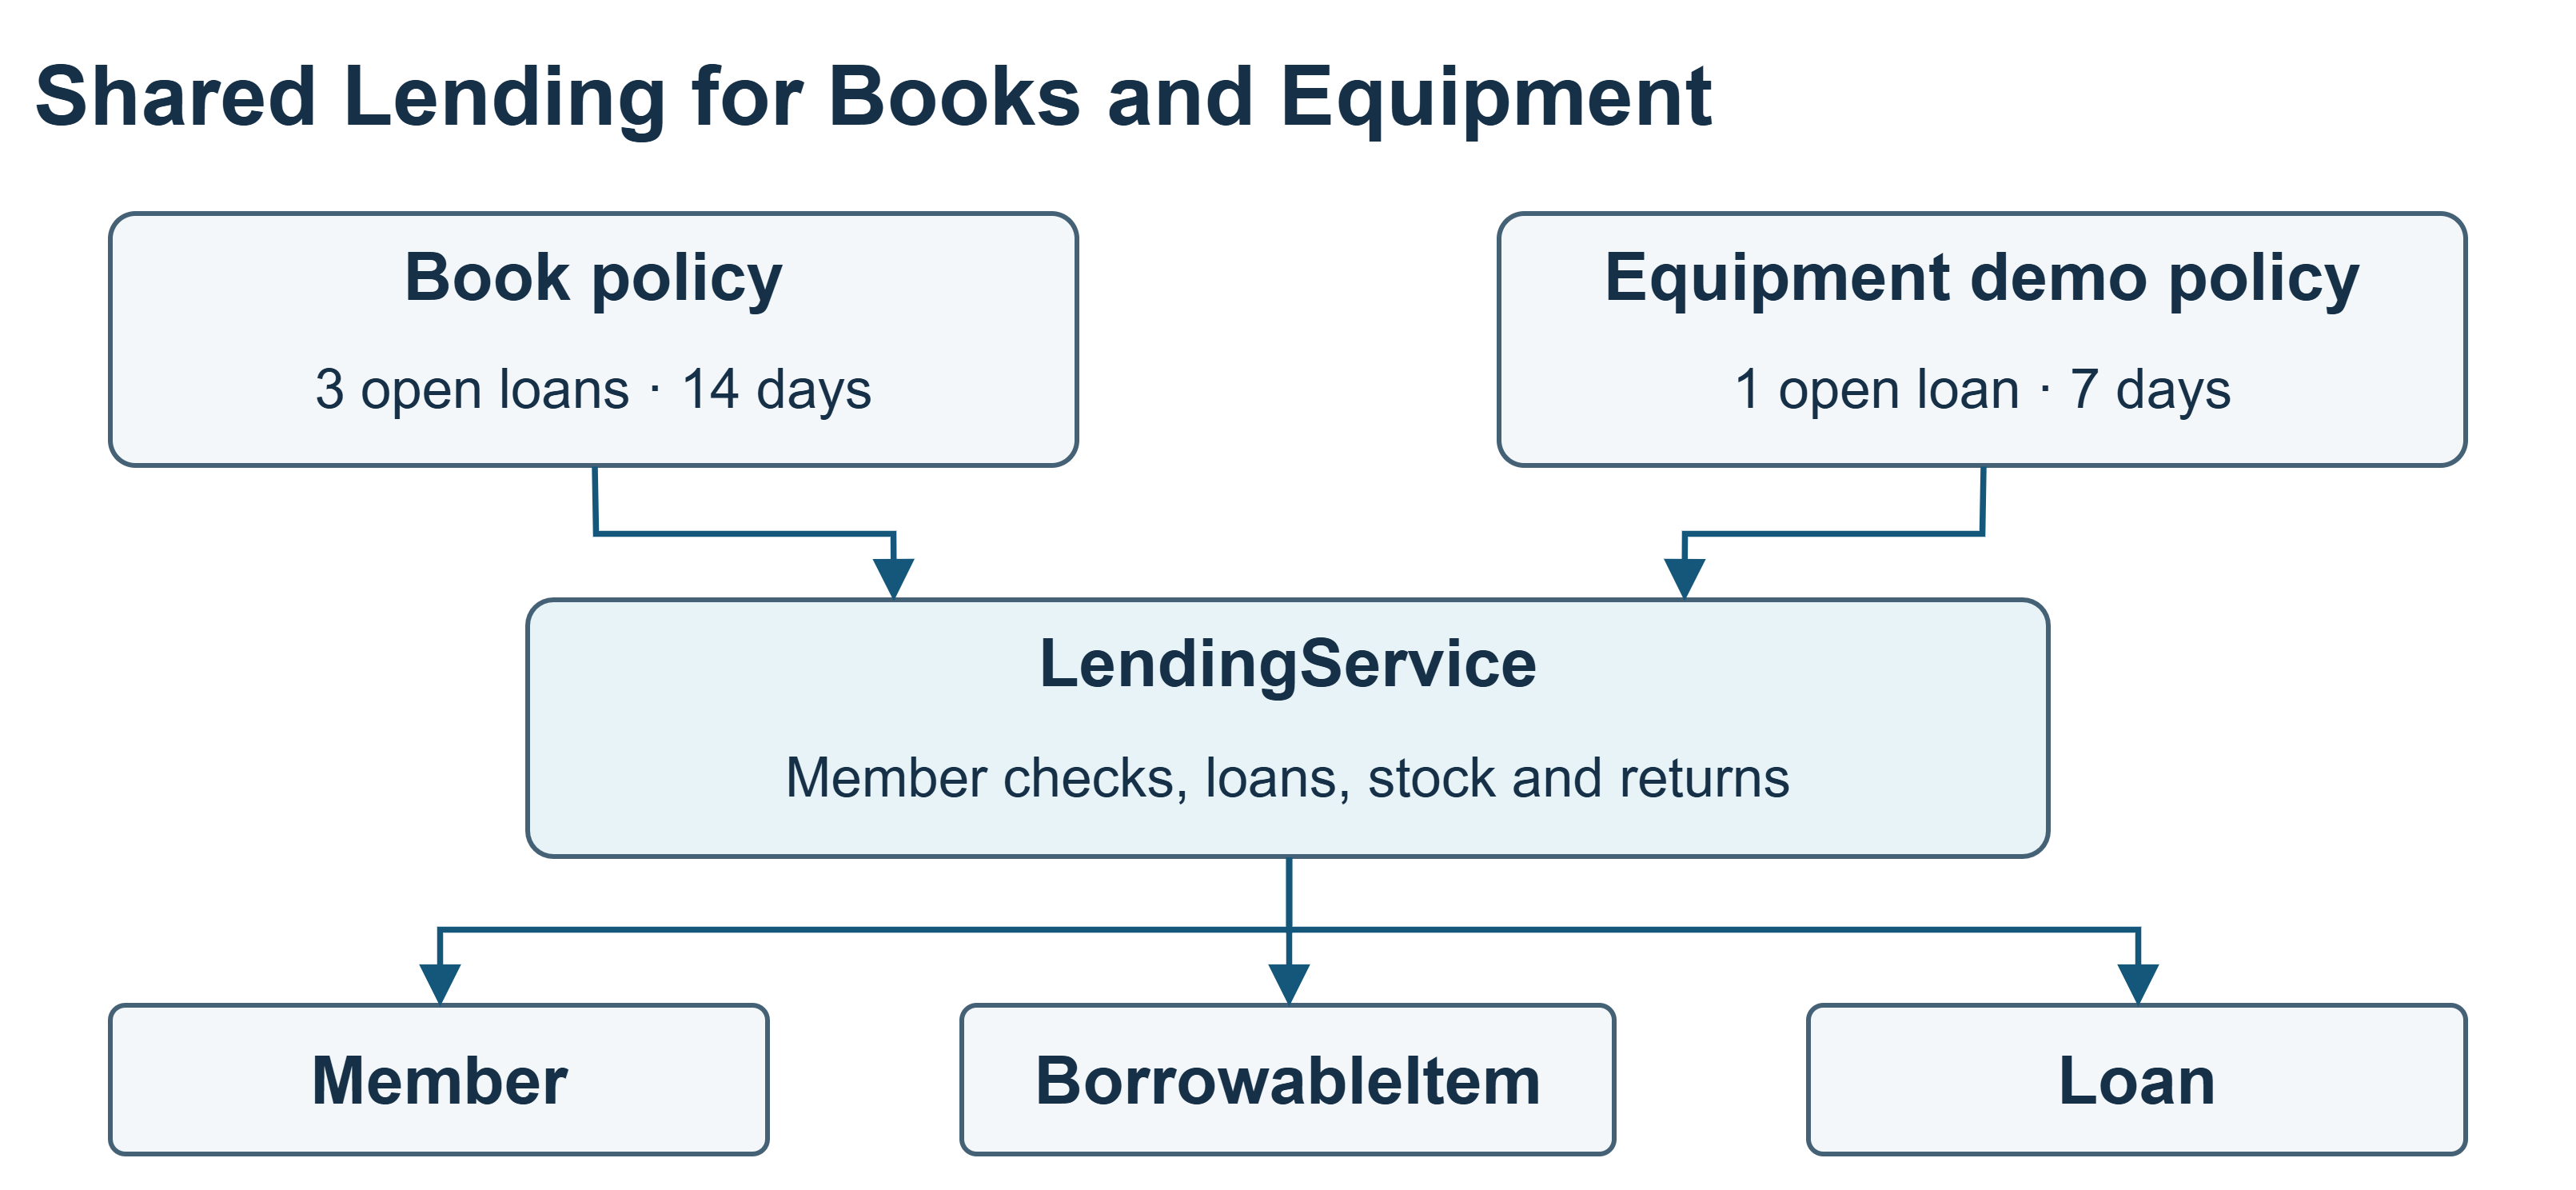 Shared Lending for Books and Equipment
Book policy
3 open loans · 14 days
Equipment demo policy
1 open loan · 7 days
LendingService
Member checks, loans, stock and returns
Member
BorrowableItem
Loan